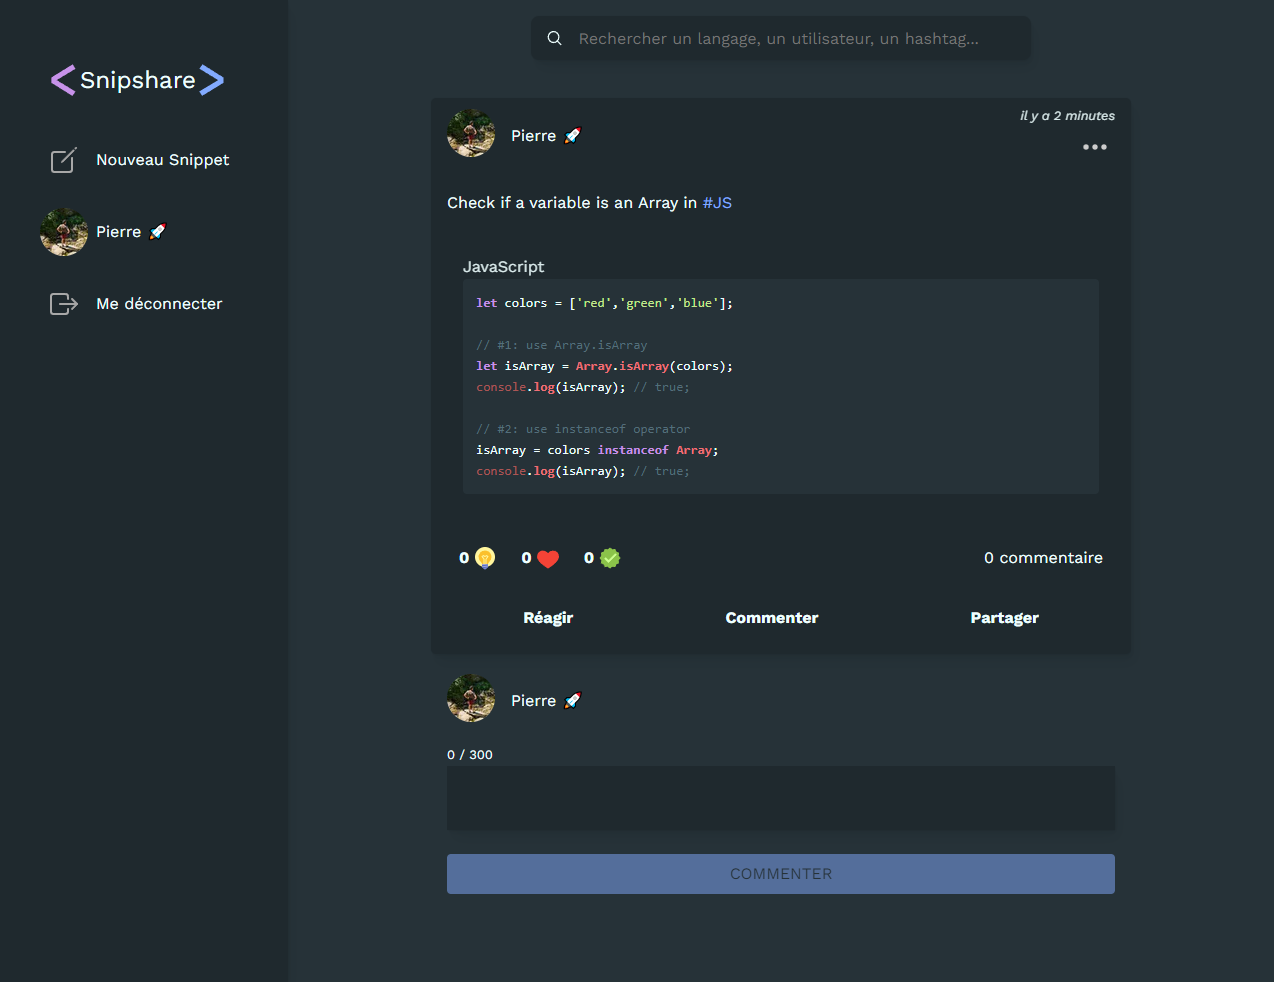 Snipshare
Nouveau Snippet
Pierre 🚀
Me déconnecter
Rechercher un langage, un utilisateur, un hashtag...
Pierre 🚀
il y a 2 minutes
Check if a variable is an Array in #JS
JavaScript
let colors = ['red','green','blue'];
// #1: use Array.isArray
let isArray = Array.isArray(colors);
console.log(isArray); // true;
// #2: use instanceof operator
isArray = colors instanceof Array;
console.log(isArray); // true;
0 💡 0 ❤️ 0 ✅ 0 commentaire
Réagir Commenter Partager
Pierre 🚀
0 / 300
COMMENTER